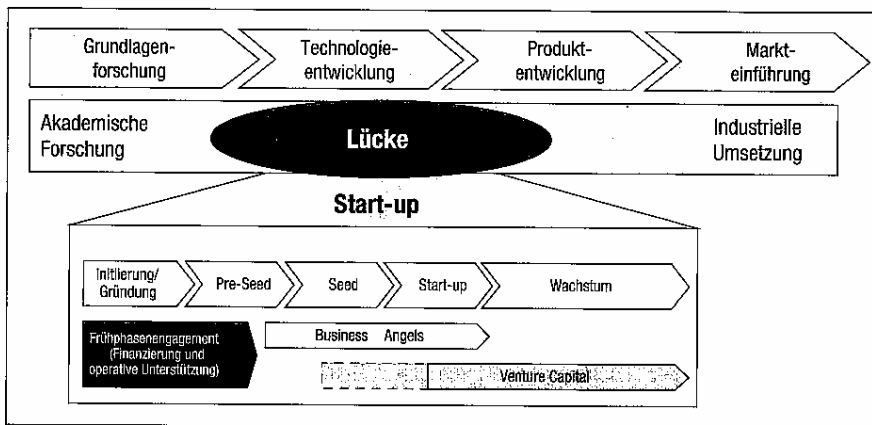 Grundlagen-
forschung
Technologie-
entwicklung
Produkt-
entwicklung
Markt-
einführung
Akademische
Forschung
Lücke
Industrielle
Umsetzung
Start-up
Initiierung/
Gründung
Pre-Seed
Seed
Start-up
Wachstum
Frühphasenengagement
(Finanzierung und
operative Unterstützung)
Business Angels
Venture Capital